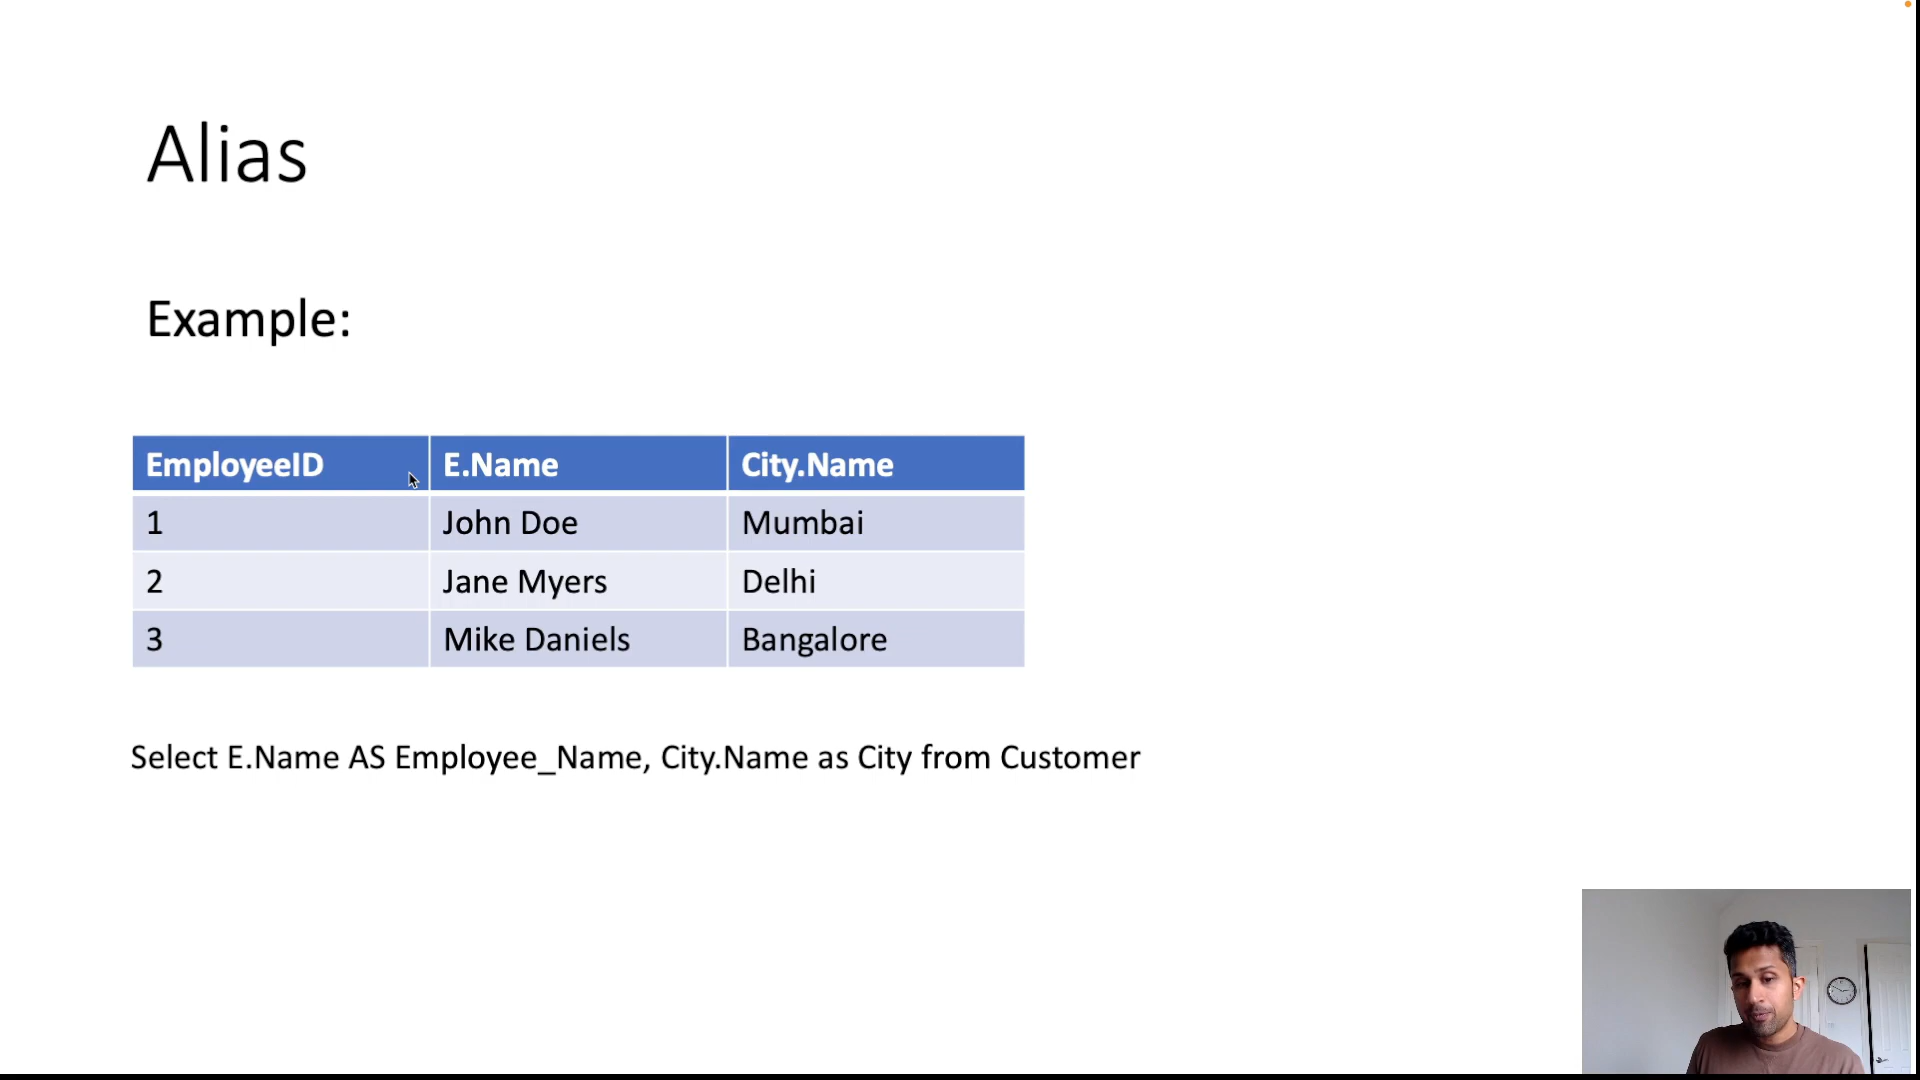 Alias
Example:
EmployeeID E.Name City.Name
1 John Doe Mumbai
2 Jane Myers Delhi
3 Mike Daniels Bangalore
Select E.Name AS Employee_Name, City.Name as City from Customer